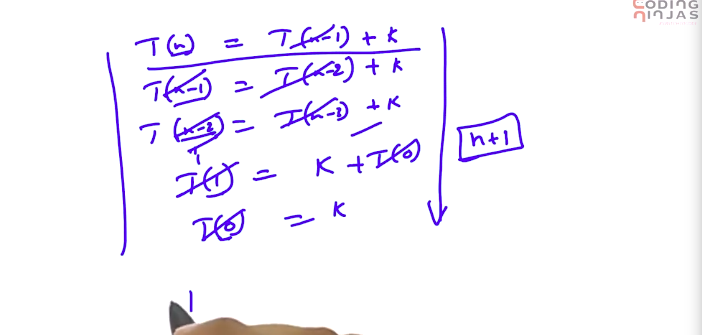 CODING
NINJAS
T(n) = T(n-1) + k
T(n-1) = T(n-2) + k
T(n-2) = T(n-3) + k
n+1
T(1) = K + T(0)
T(0) = k